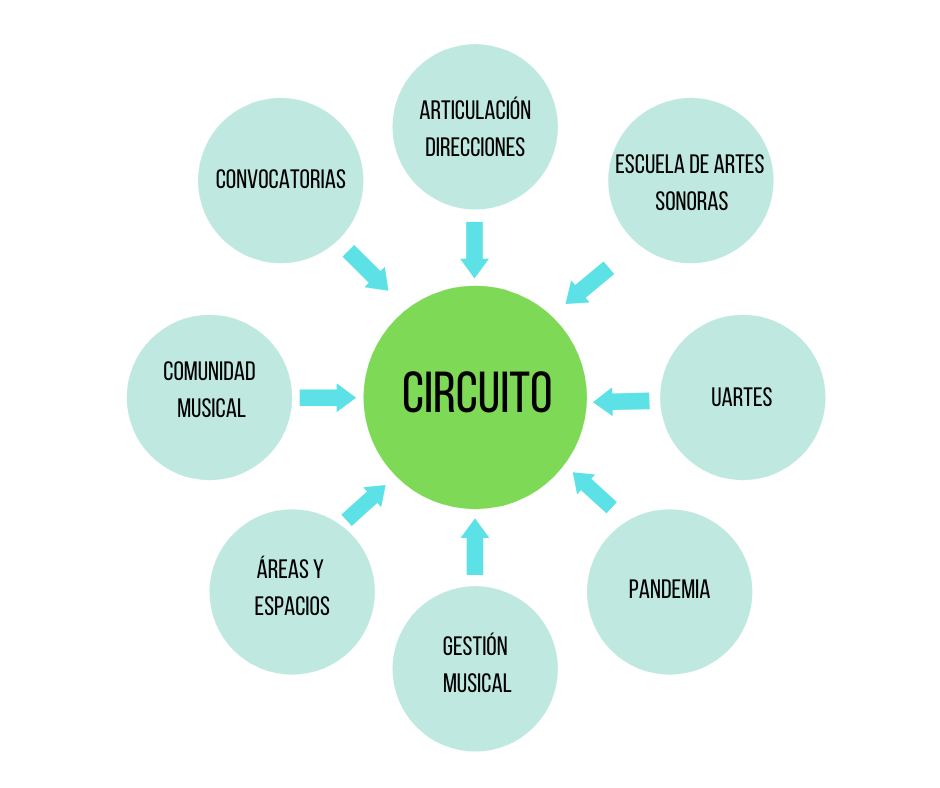 ARTICULACIÓN
DIRECCIONES
ESCUELA DE ARTES
SONORAS
CONVOCATORIAS
COMUNIDAD
MUSICAL
CIRCUITO
UARTES
ÁREAS Y
ESPACIOS
PANDEMIA
GESTIÓN
MUSICAL